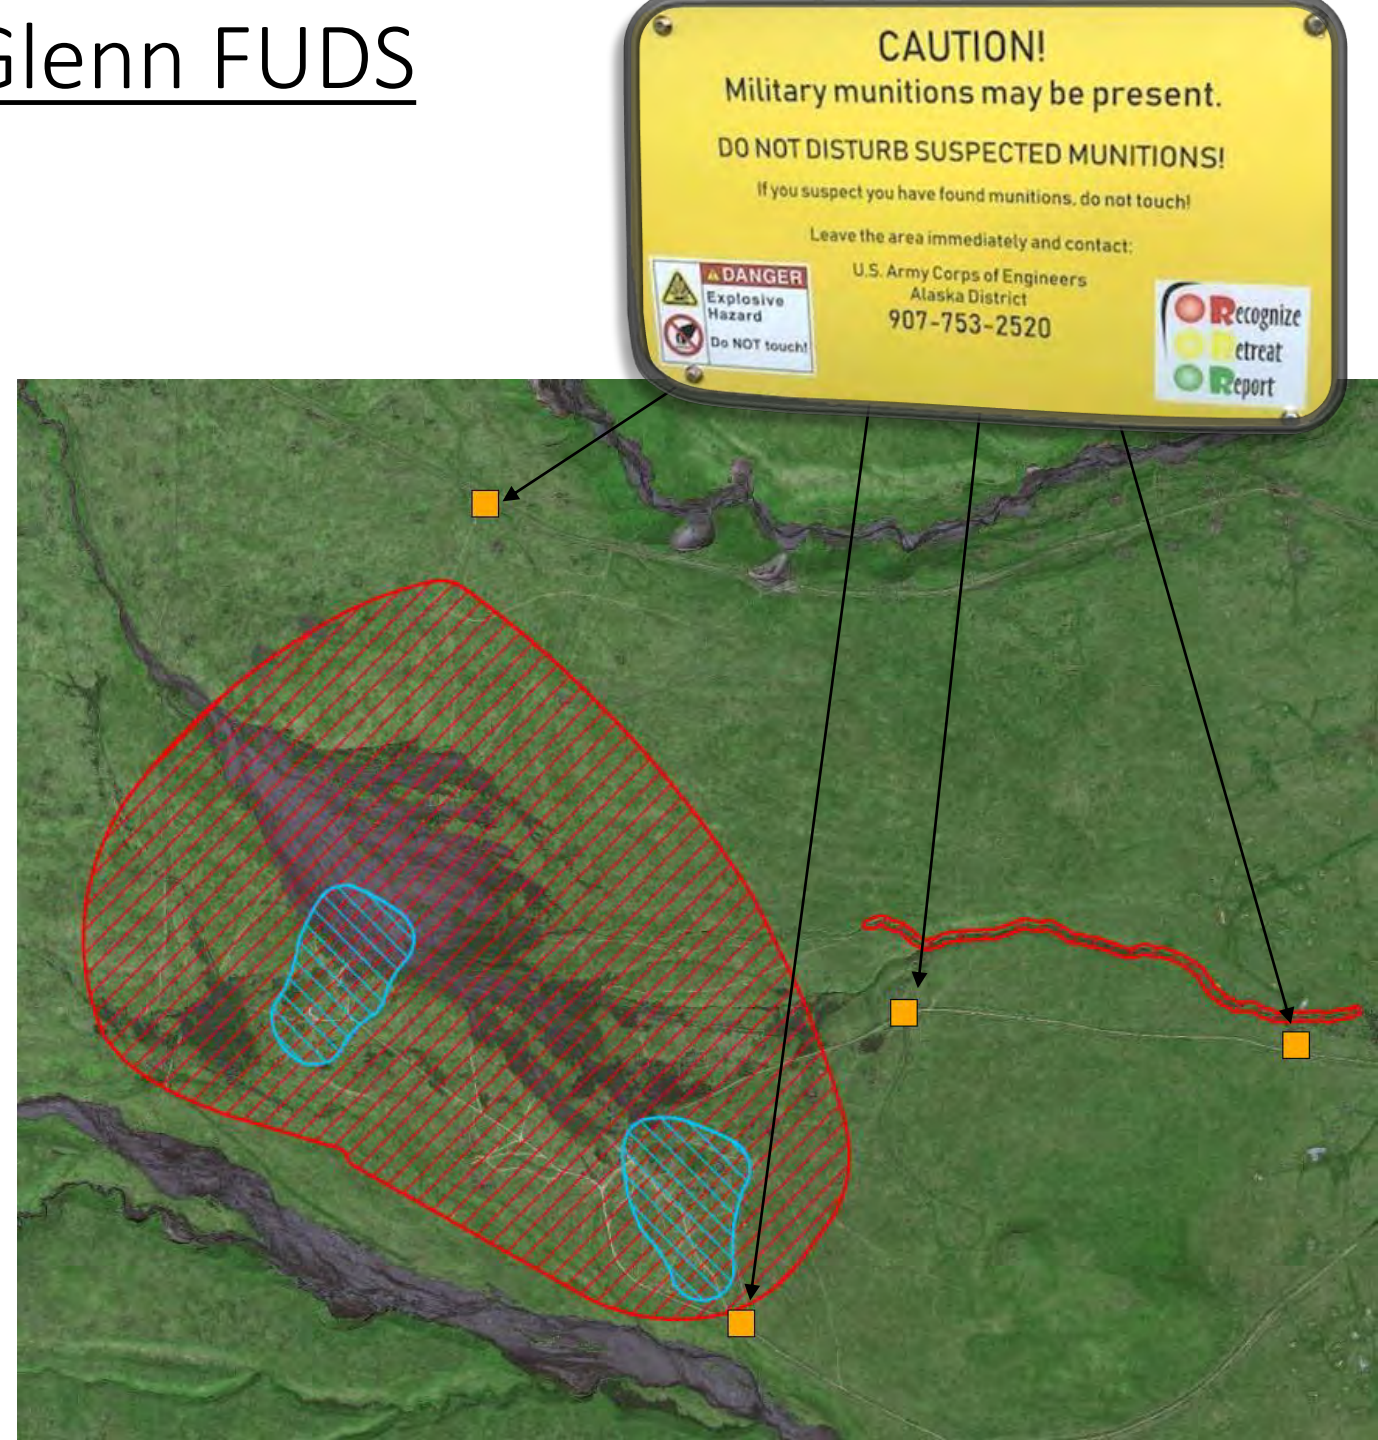 Glenn FUDS
CAUTION!
Military munitions may be present.
DO NOT DISTURB SUSPECTED MUNITIONS!
If you suspect you have found munitions, do not touch!
Leave the area immediately and contact:
U.S. Army Corps of Engineers
Alaska District
907-753-2520
DANGER
Explosive
Hazard
Do NOT touch!
Recognize
Retreat
Report